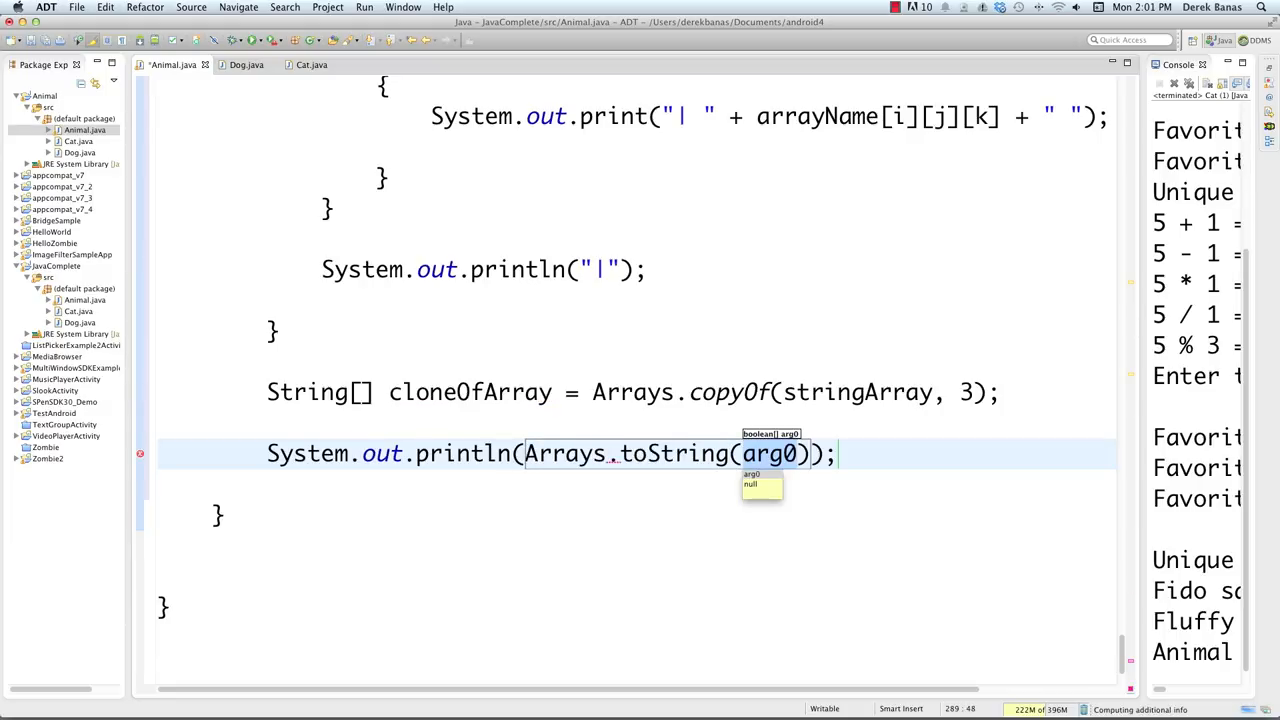 ADT File Edit Refactor Source Navigate Search Project Run Window Help
10 Mon 2:01 PM Derek Banas
Java - JavaComplete/src/Animal.java - ADT - /Users/derekbanas/Documents/android4
Quick Access
Java
DDMS
Package Exp
*Animal.java
Dog.java
Cat.java
Console
<terminated> Cat (1) [Java
Animal
src
(default package)
Animal.java
Cat.java
Dog.java
JRE System Library [Ja
appcompat_v7
appcompat_v7_2
appcompat_v7_3
appcompat_v7_4
BridgeSample
HelloWorld
HelloZombie
ImageFilterSampleApp
JavaComplete
src
(default package)
Animal.java
Cat.java
Dog.java
JRE System Library [Ja
ListPickerExample2Activi
MediaBrowser
MultiWindowSDKExample
MusicPlayerActivity
SlookActivity
SPenSDK30_Demo
TestAndroid
TextGroupActivity
VideoPlayerActivity
Zombie
Zombie2
{
System.out.print("| " + arrayName[i][j][k] + " ");
}
}
System.out.println("|");
}
String[] cloneOfArray = Arrays.copyOf(stringArray, 3);
boolean[] arg0
System.out.println(Arrays.toString(arg0));
arg0
null
}
}
Favorit
Favorit
Unique
5 + 1 =
5 - 1 =
5 * 1 =
5 / 1 =
5 % 3 =
Enter t
Favorit
Favorit
Favorit
Unique
Fido so
Fluffy
Animal
Writable
Smart Insert
289 : 48
222M of 396M
Computing additional info